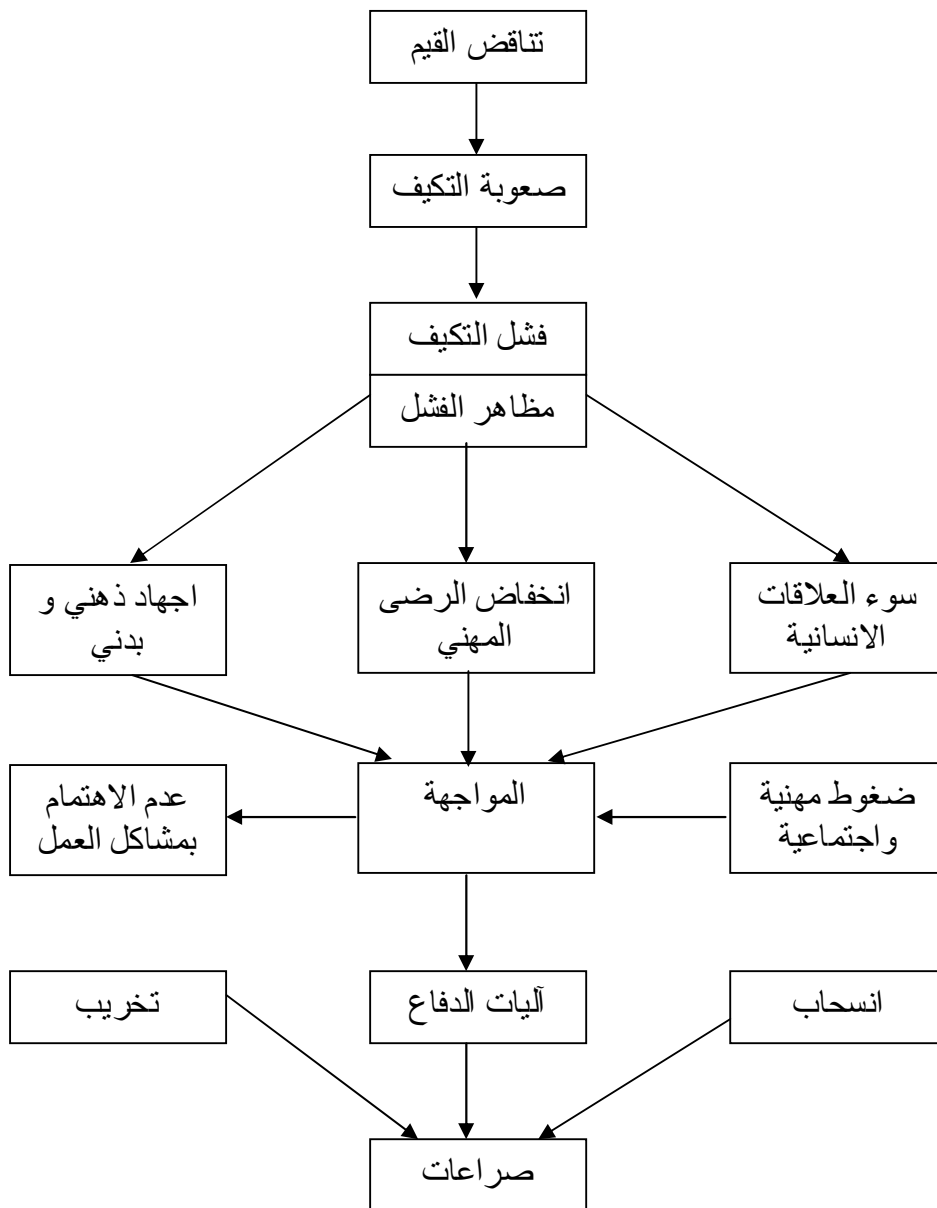 تناقض القيم
صعوبة التكيف
فشل التكيف
مظاهر الفشل
سوء العلاقات
الانسانية
انخفاض الرضى
المهني
اجهاد ذهني و
بدني
ضغوط مهنية
واجتماعية
المواجهة
عدم الاهتمام
بمشاكل العمل
انسحاب
آليات الدفاع
تخريب
صراعات